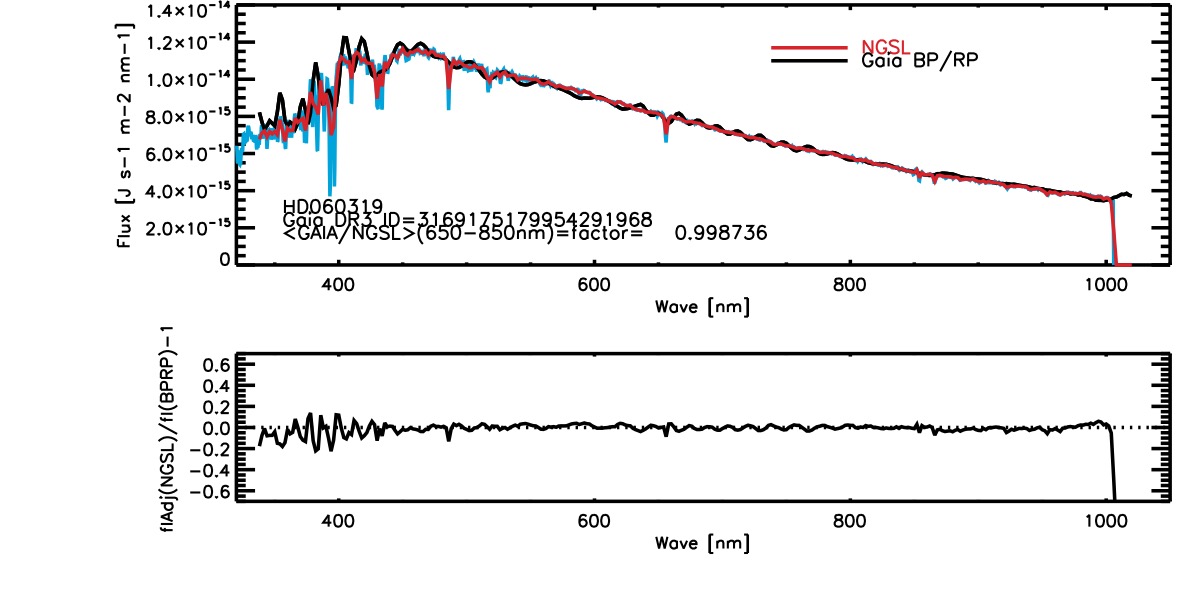 1.4×10⁻¹⁴
1.2×10⁻¹⁴
1.0×10⁻¹⁴
8.0×10⁻¹⁵
6.0×10⁻¹⁵
4.0×10⁻¹⁵
2.0×10⁻¹⁵
0
Flux [J s−1 m−2 nm−1]
NGSL
Gaia BP/RP
HD060319
Gaia DR3 ID=3169175179954291968
<GAIA/NGSL>(650−850nm)=factor= 0.998736
400 600 800 1000
Wave [nm]
0.6
0.4
0.2
0.0
−0.2
−0.4
−0.6
flAdj(NGSL)/fl(BPRP)−1
400 600 800 1000
Wave [nm]